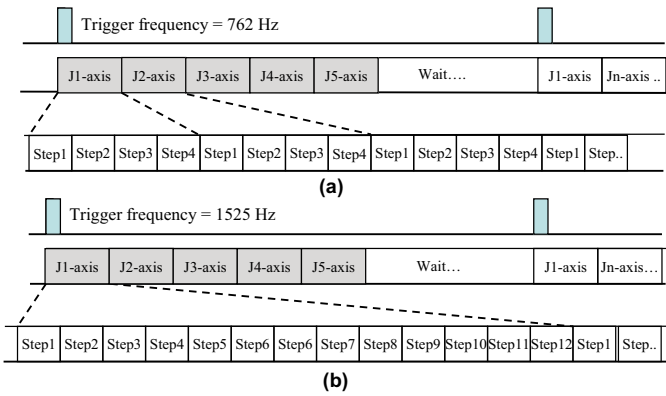 Trigger frequency = 762 Hz
J1-axis J2-axis J3-axis J4-axis J5-axis Wait.... J1-axis Jn-axis ..
Step1 Step2 Step3 Step4 Step1 Step2 Step3 Step4 Step1 Step2 Step3 Step4 Step1 Step..
(a)
Trigger frequency = 1525 Hz
J1-axis J2-axis J3-axis J4-axis J5-axis Wait... J1-axis Jn-axis...
Step1 Step2 Step3 Step4 Step5 Step6 Step6 Step7 Step8 Step9 Step10 Step11 Step12 Step1 Step..
(b)